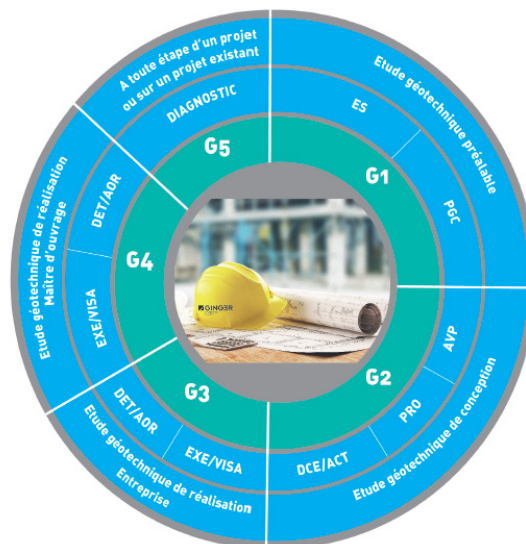 A toute étape d'un projet
ou sur un projet existant
DIAGNOSTIC
G5
Etude géotechnique préalable
ES
PGC
G1
Etude géotechnique de conception
AVP
PRO
DCE/ACT
G2
Etude géotechnique de réalisation
Entreprise
EXE/VISA
DET/AOR
G3
Etude géotechnique de réalisation
Maître d'ouvrage
EXE/VISA
DET/AOR
G4
GINGER